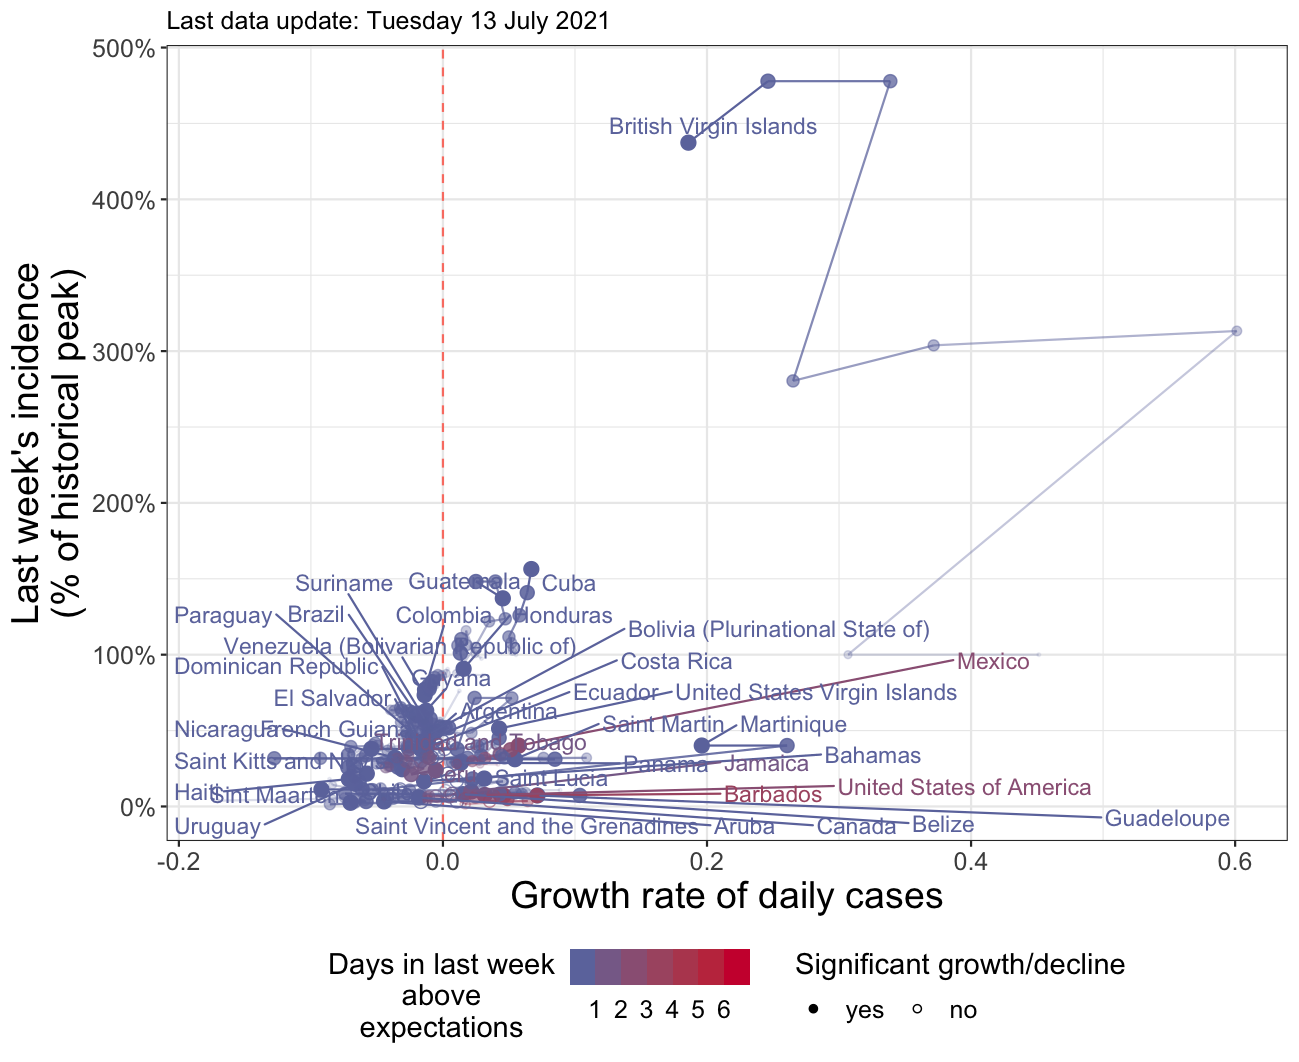 Last data update: Tuesday 13 July 2021
500%
400%
300%
200%
100%
0%
Last week's incidence
(% of historical peak)
British Virgin Islands
Suriname
Guatemala
Cuba
Paraguay
Brazil
Colombia
Honduras
Venezuela (Bolivarian Republic of)
Bolivia (Plurinational State of)
Dominican Republic
Costa Rica
Mexico
Guyana
El Salvador
Ecuador
United States Virgin Islands
Argentina
Nicaragua
French Guiana
Saint Martin
Martinique
Trinidad and Tobago
Saint Kitts and
Panama
Jamaica
Bahamas
Peru
Saint Lucia
Haiti
Sint Maarten
Barbados
United States of America
Uruguay
Saint Vincent and the Grenadines
Aruba
Canada
Belize
Guadeloupe
-0.2
0.0
0.2
0.4
0.6
Growth rate of daily cases
Days in last week
above
expectations
1 2 3 4 5 6
Significant growth/decline
yes
no